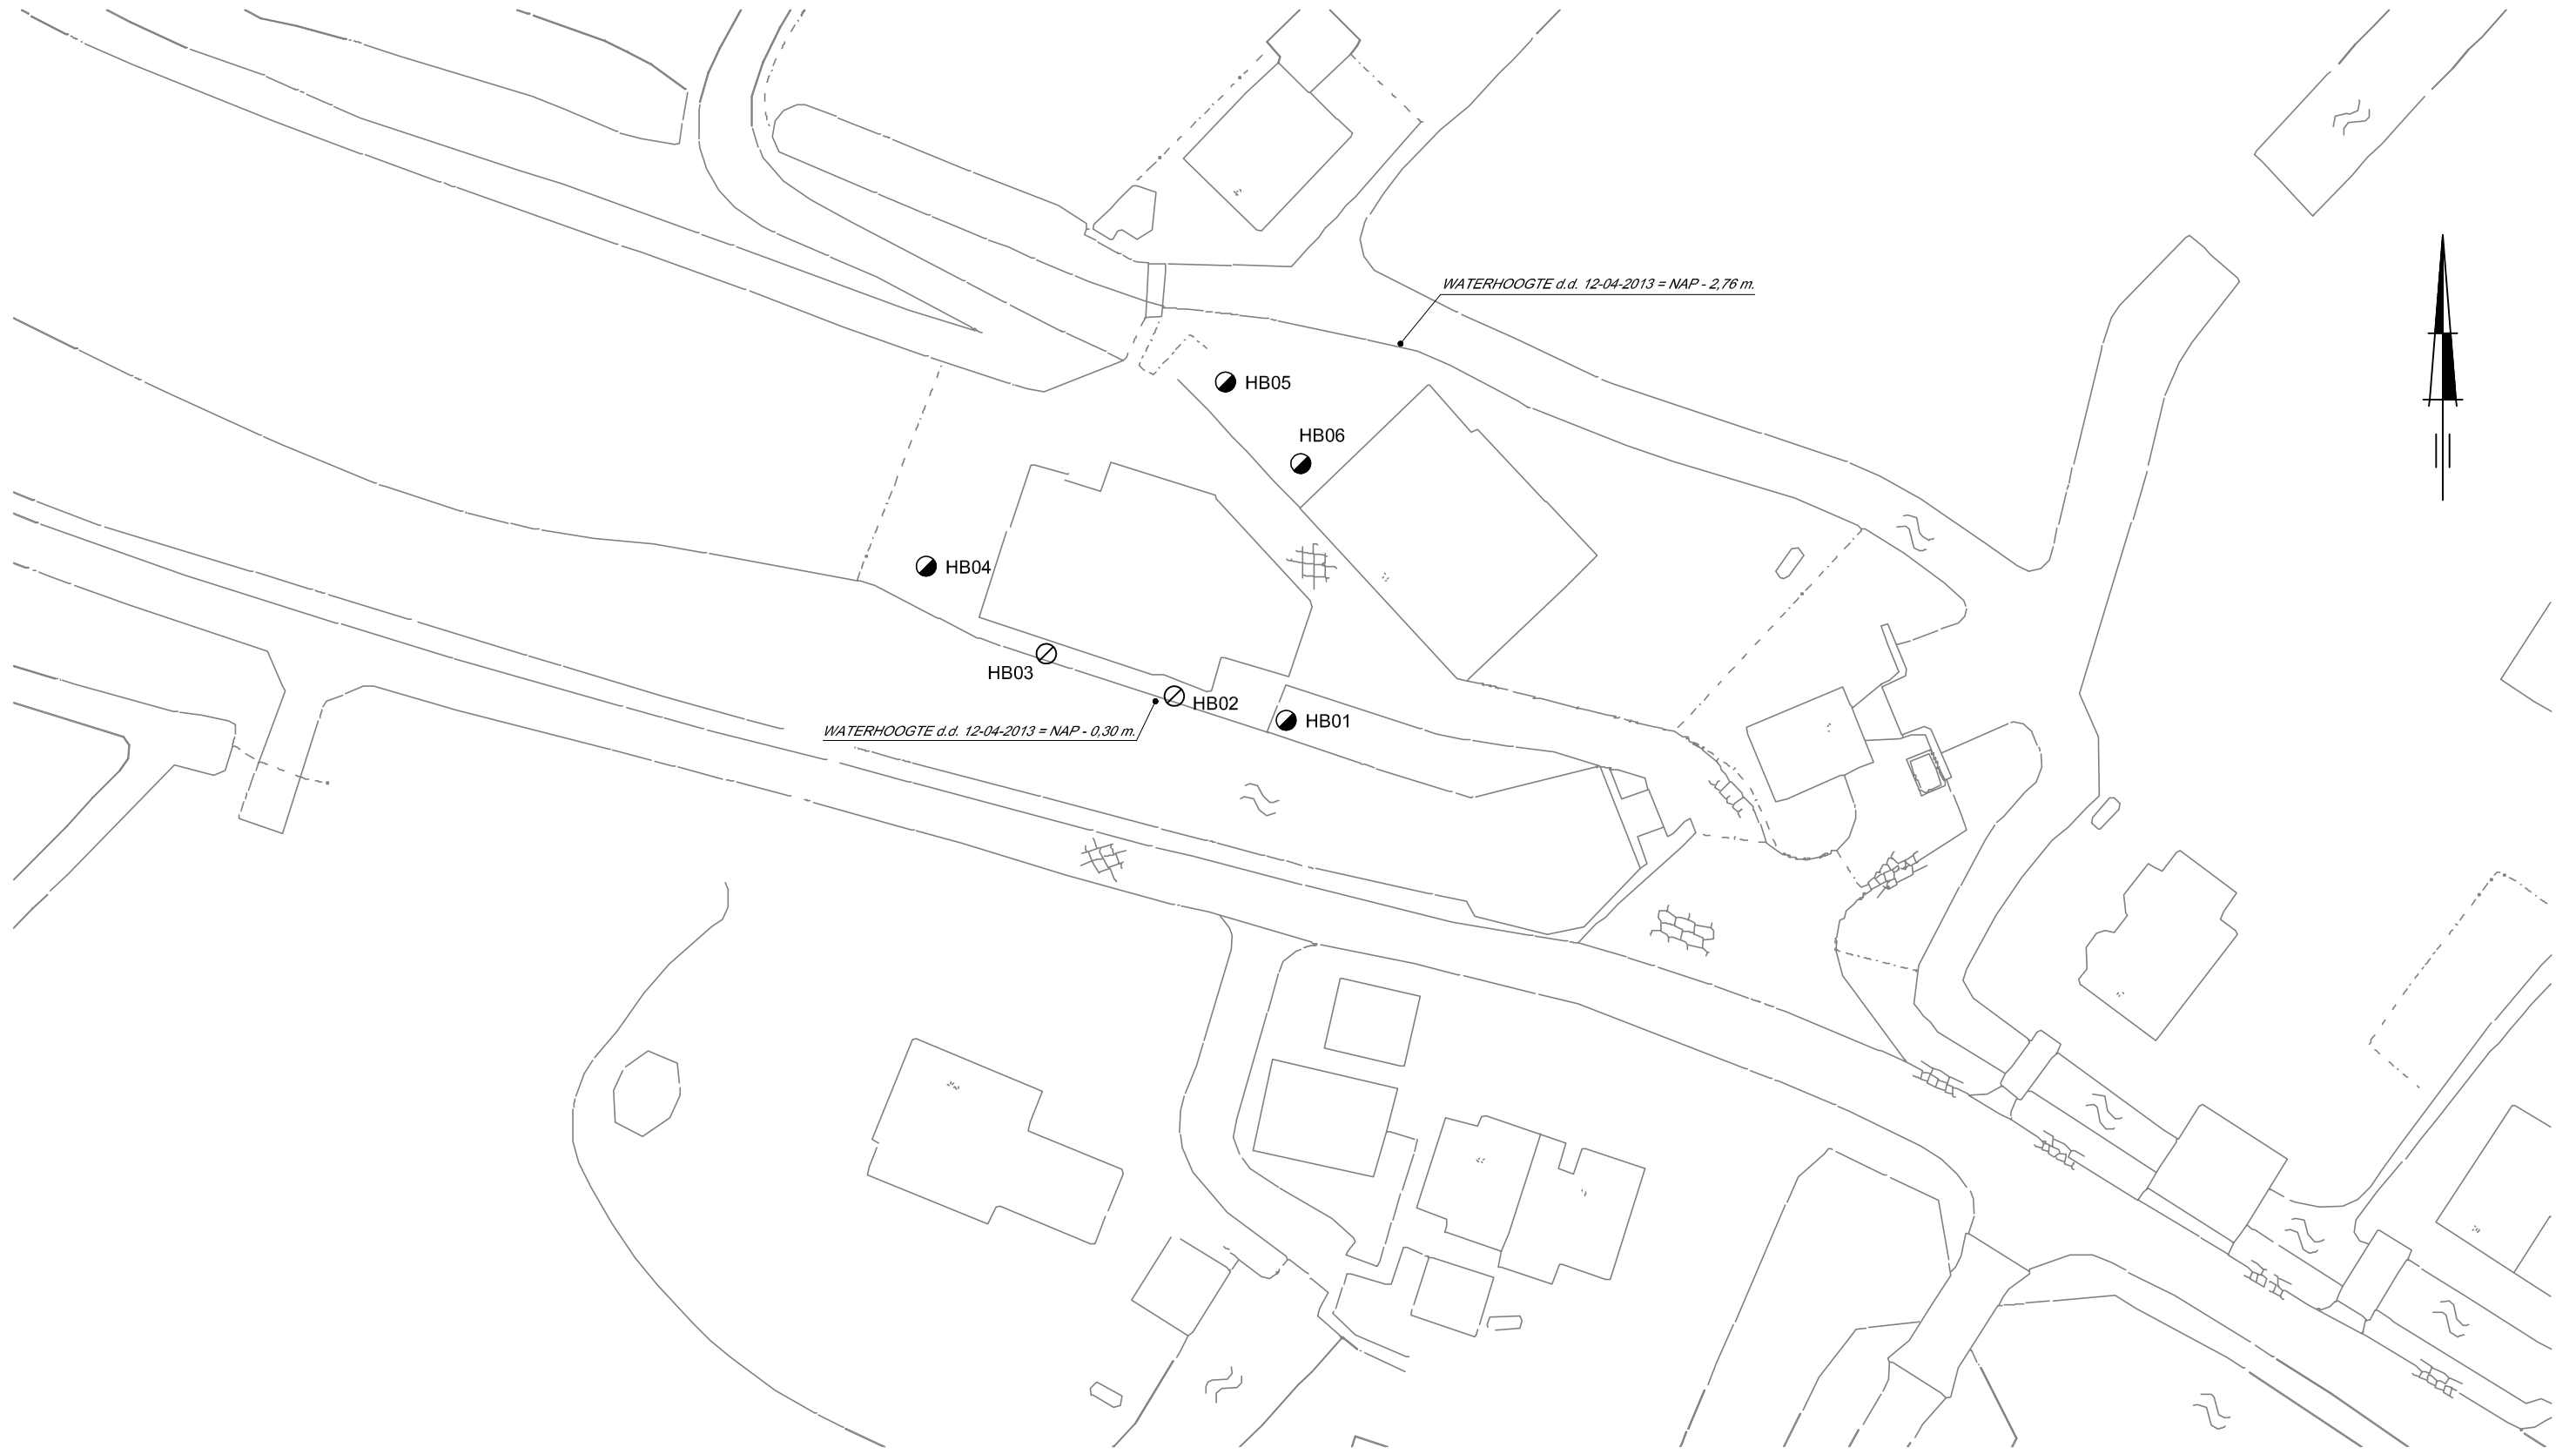 WATERHOOGTE d.d. 12-04-2013 = NAP - 2,76 m.
HB05
HB06
HB04
HB03
HB02
HB01
WATERHOOGTE d.d. 12-04-2013 = NAP - 0,30 m.